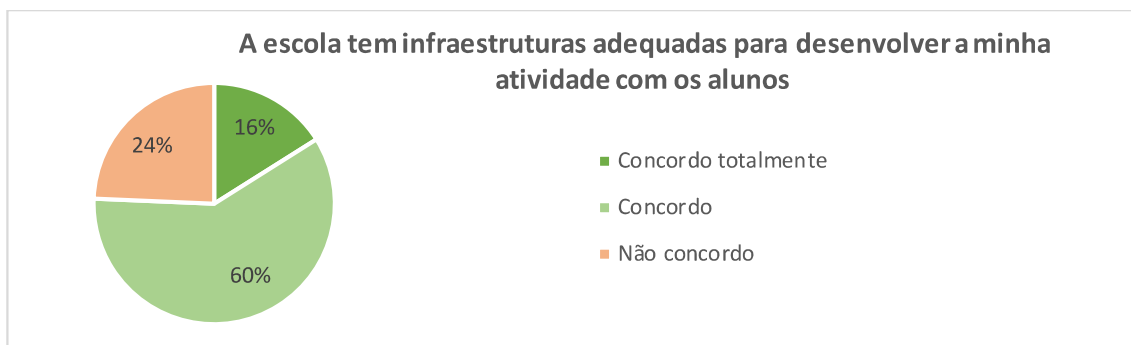 A escola tem infraestruturas adequadas para desenvolver a minha
atividade com os alunos
16%
24%
60%
Concordo totalmente
Concordo
Não concordo